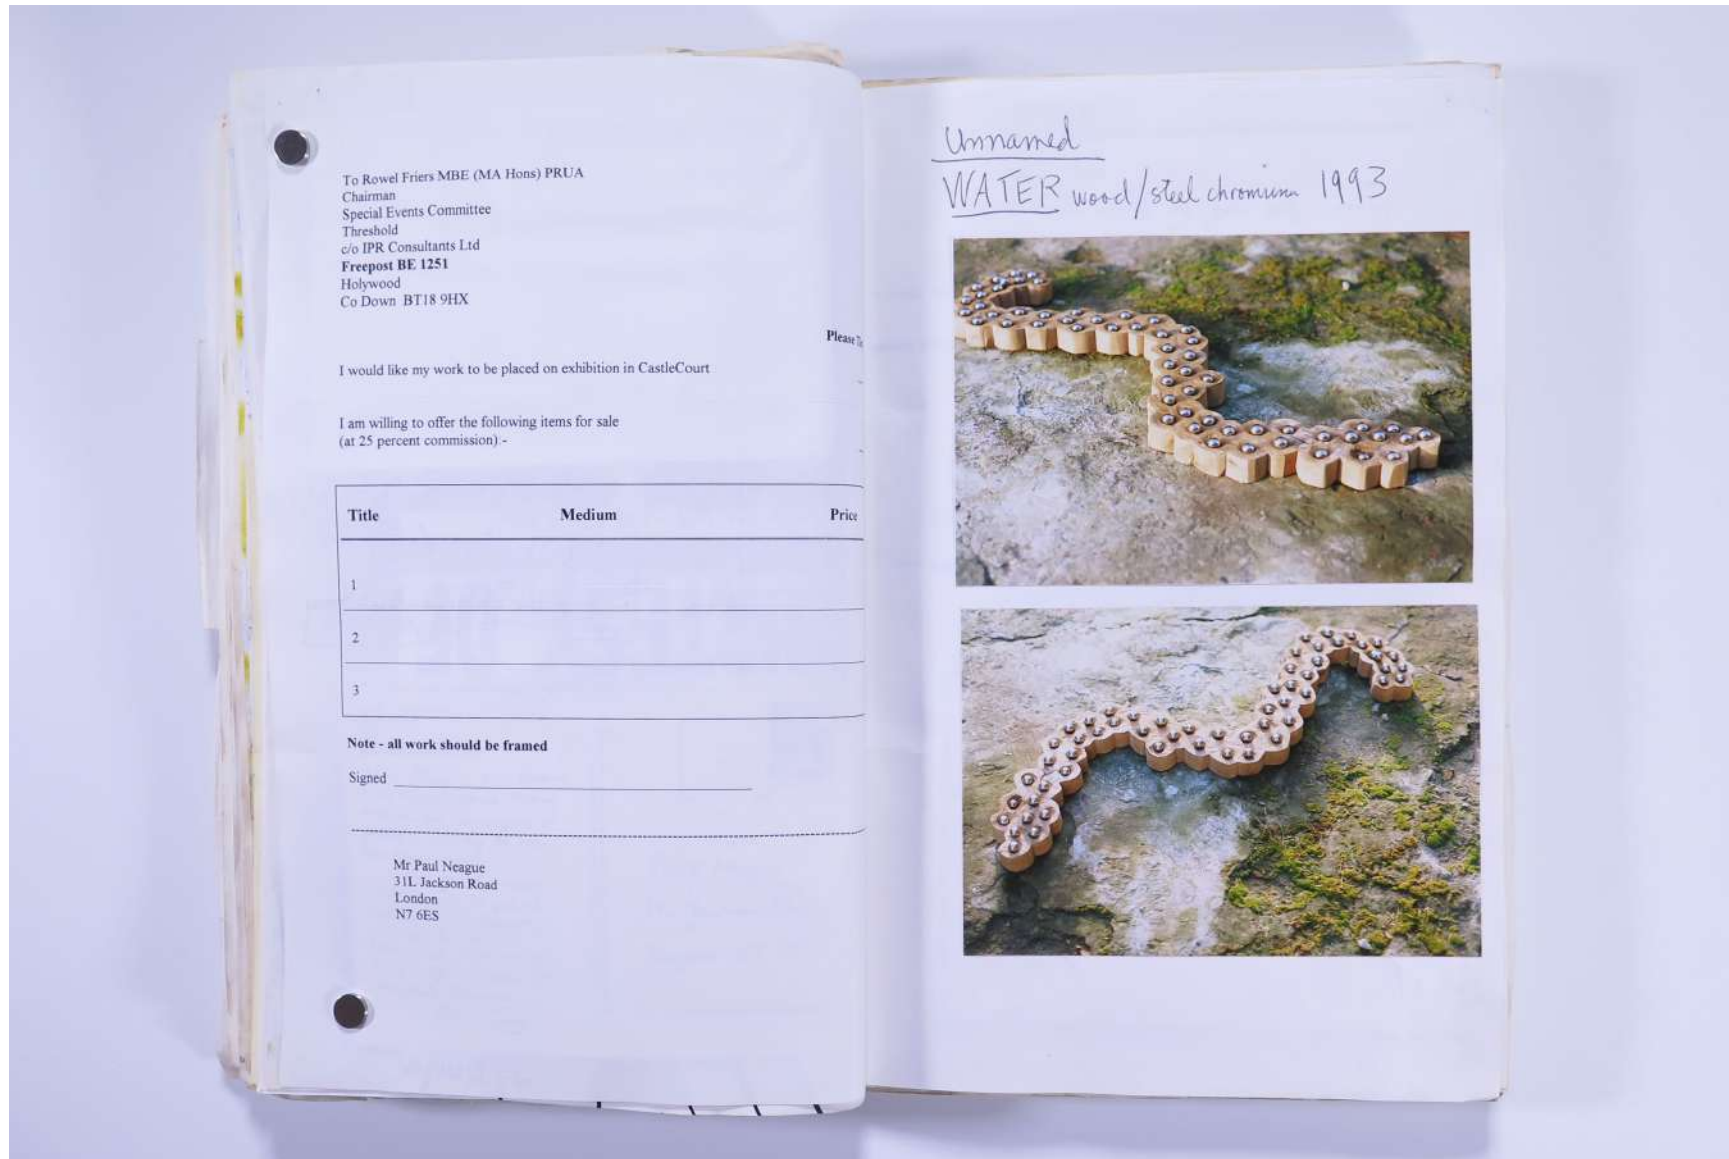 To Rowel Friers MBE (MA Hons) PRUA
Chairman
Special Events Committee
Threshold
c/o IPR Consultants Ltd
Freepost BE 1251
Holywood
Co Down BT18 9HX
Please
I would like my work to be placed on exhibition in CastleCourt
I am willing to offer the following items for sale
(at 25 percent commission):-
Title Medium Price
1
2
3
Note - all work should be framed
Signed
Mr Paul Neague
31L Jackson Road
London
N7 6ES
Unnamed
WATER wood/steel chromium 1993